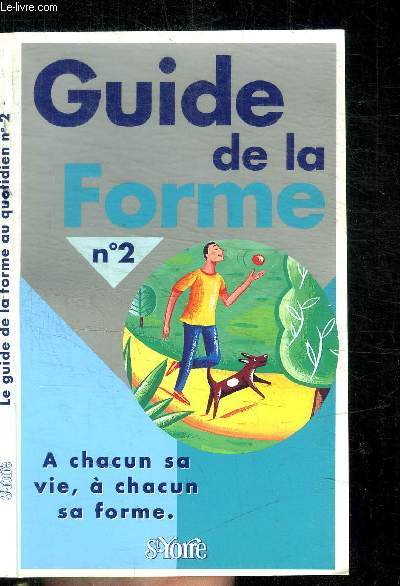 Le-livre.com
Guide
de la
Forme
n°2
A chacun sa
vie, à chacun
sa forme.
St Yorre
Le guide de la forme au quotidien n° 2
St Yorre